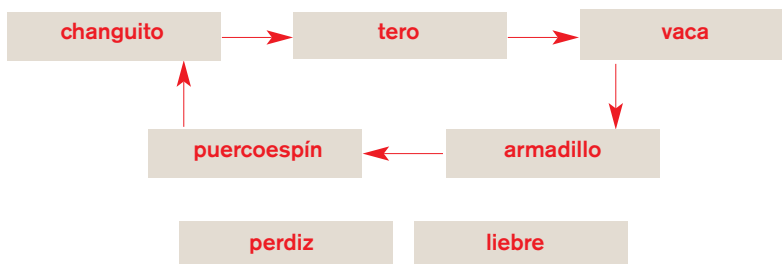 changuito
tero
vaca
puercoespín
armadillo
perdiz
liebre